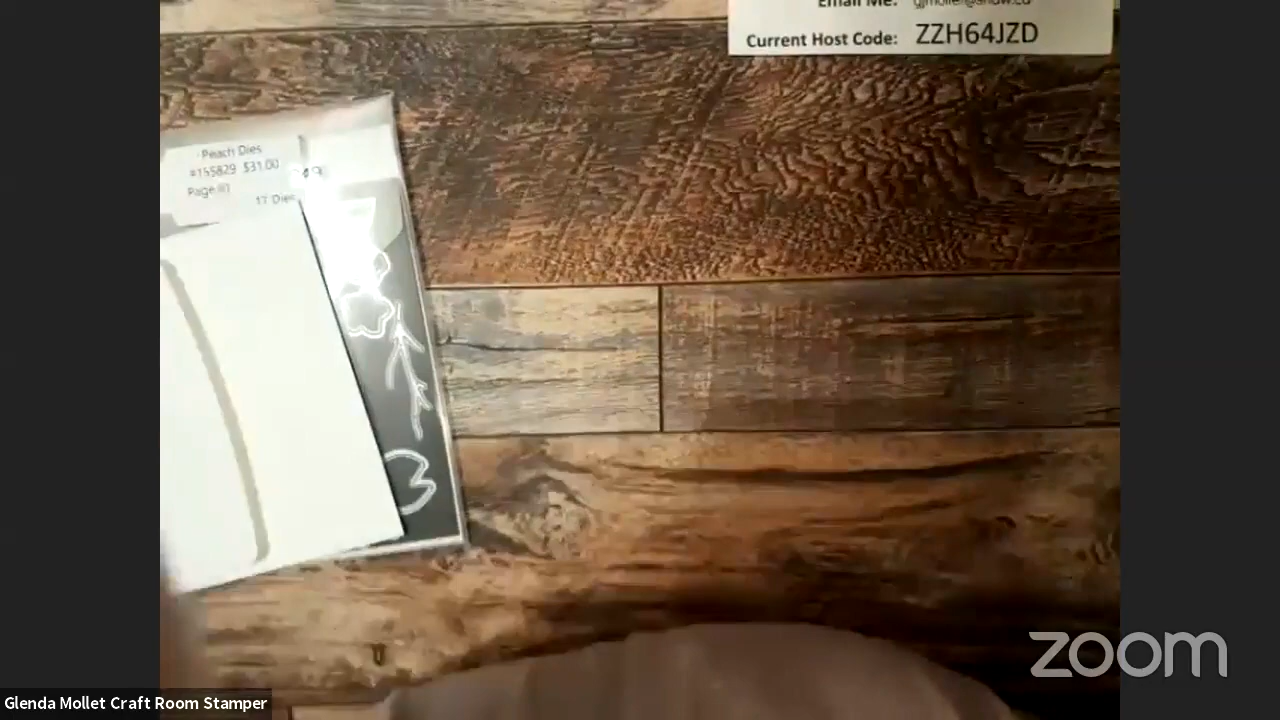 Email Me:
Current Host Code: ZZH64JZD
Peach Dies
#155829 $31.00
Page
17 Dies
zoom
Glenda Mollet Craft Room Stamper